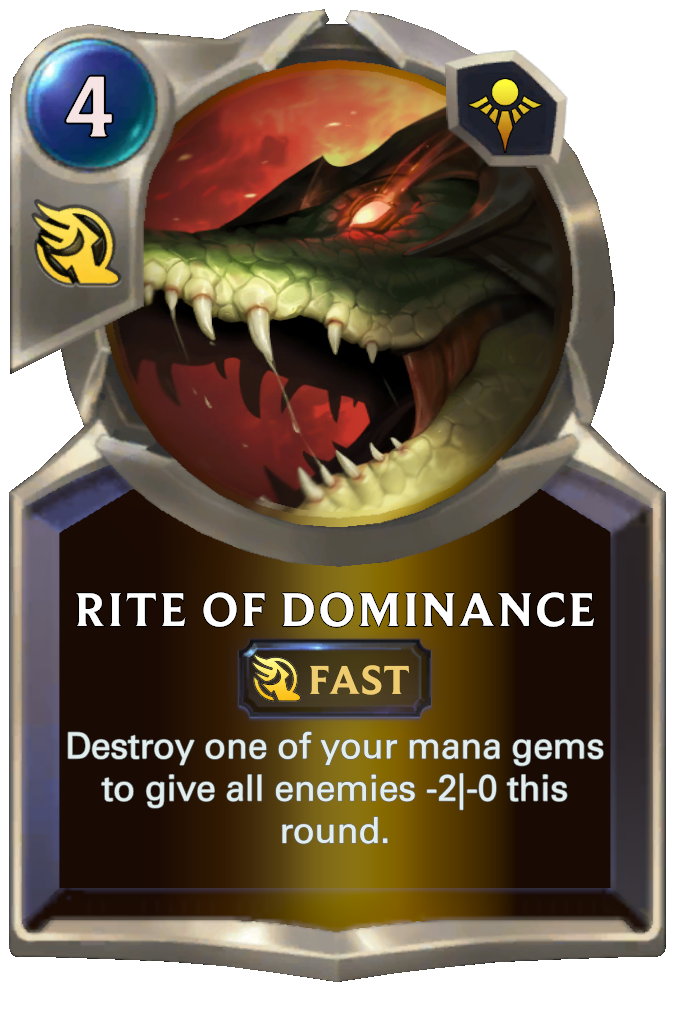 4
RITE OF DOMINANCE
FAST
Destroy one of your mana gems
to give all enemies -2|-0 this
round.